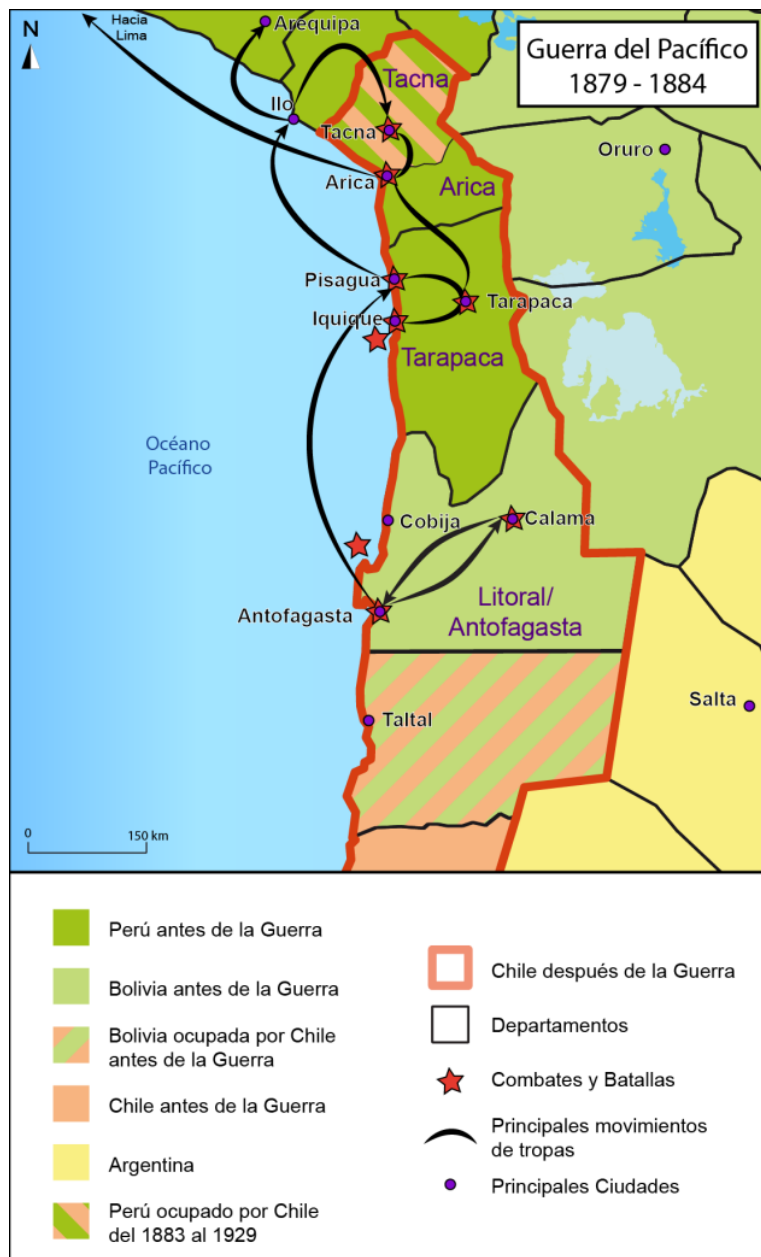 Hacia
Lima
N
Arequipa
Guerra del Pacífico
1879 - 1884
Tacna
Ilo
Tacna
Oruro
Arica
Arica
Pisagua
Tarapaca
Iquique
Tarapaca
Océano
Pacífico
Cobija
Calama
Antofagasta
Litoral/
Antofagasta
Salta
Taltal
0
150 km
Perú antes de la Guerra
Bolivia antes de la Guerra
Bolivia ocupada por Chile
antes de la Guerra
Chile antes de la Guerra
Argentina
Perú ocupado por Chile
del 1883 al 1929
Chile después de la Guerra
Departamentos
Combates y Batallas
Principales movimientos
de tropas
Principales Ciudades